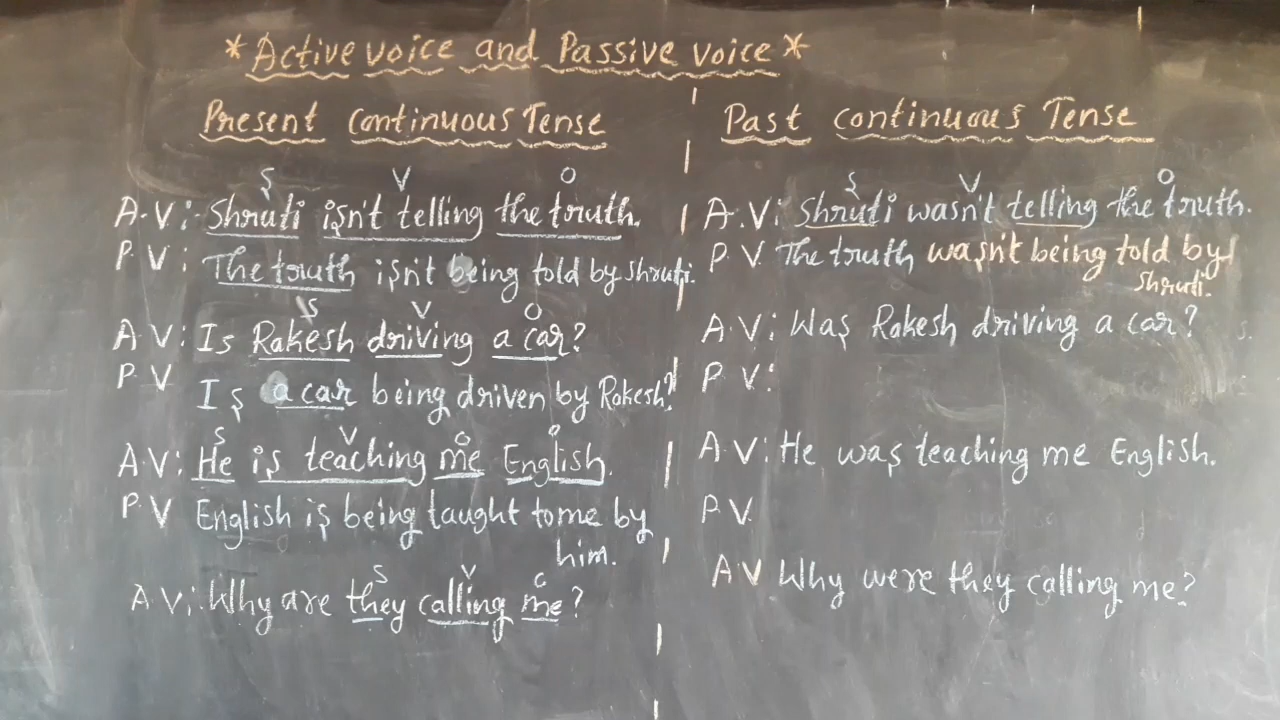 *Active voice and Passive voice*
Present continuous Tense
S V O
A.V:- Shruti isn't telling the truth.
P V: The truth isn't being told by Shruti.
S V O
A.V: Is Rakesh driving a car?
P V Is a car being driven by Rakesh?
S V O O
A.V: He is teaching me English.
P.V English is being taught to me by
him.
S V O
A V: Why are they calling me?
Past continuous Tense
S V O
A.V: Shruti wasn't telling the truth.
P V. The truth wasn't being told by
Shruti.
A.V: Was Rakesh driving a car?
P V:
A.V: He was teaching me English.
P V.
A V Why were they calling me?